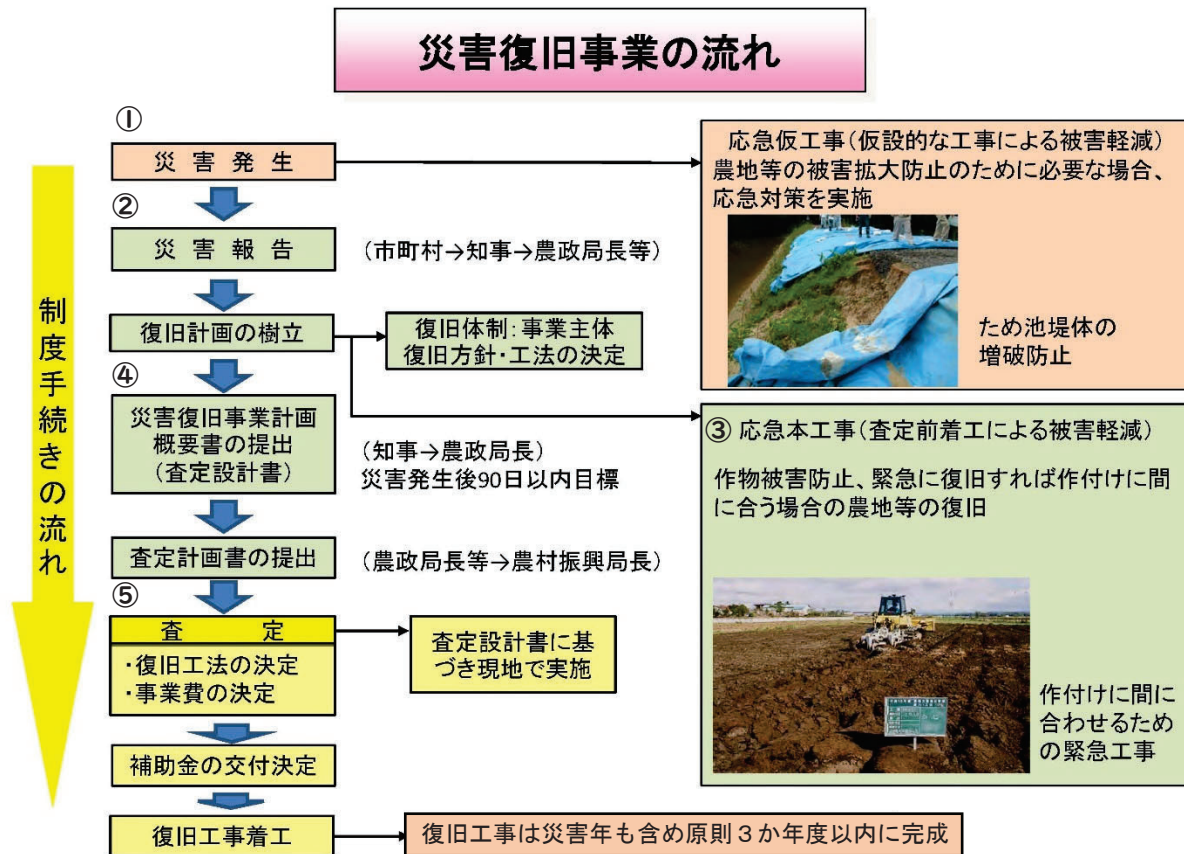 災害復旧事業の流れ
制度手続きの流れ
①
災害発生
②
災害報告
(市町村→知事→農政局長等)
復旧計画の樹立
復旧体制:事業主体
復旧方針・工法の決定
④
災害復旧事業計画
概要書の提出
(査定設計書)
(知事→農政局長)
災害発生後90日以内目標
査定計画書の提出
(農政局長等→農村振興局長)
⑤
査定
・復旧工法の決定
・事業費の決定
査定設計書に基
づき現地で実施
補助金の交付決定
復旧工事着工
復旧工事は災害年も含め原則3か年度以内に完成
応急仮工事(仮設的な工事による被害軽減)
農地等の被害拡大防止のために必要な場合、
応急対策を実施
ため池堤体の
増破防止
③ 応急本工事(査定前着工による被害軽減)
作物被害防止、緊急に復旧すれば作付けに間
に合う場合の農地等の復旧
作付けに間に
合わせるため
の緊急工事